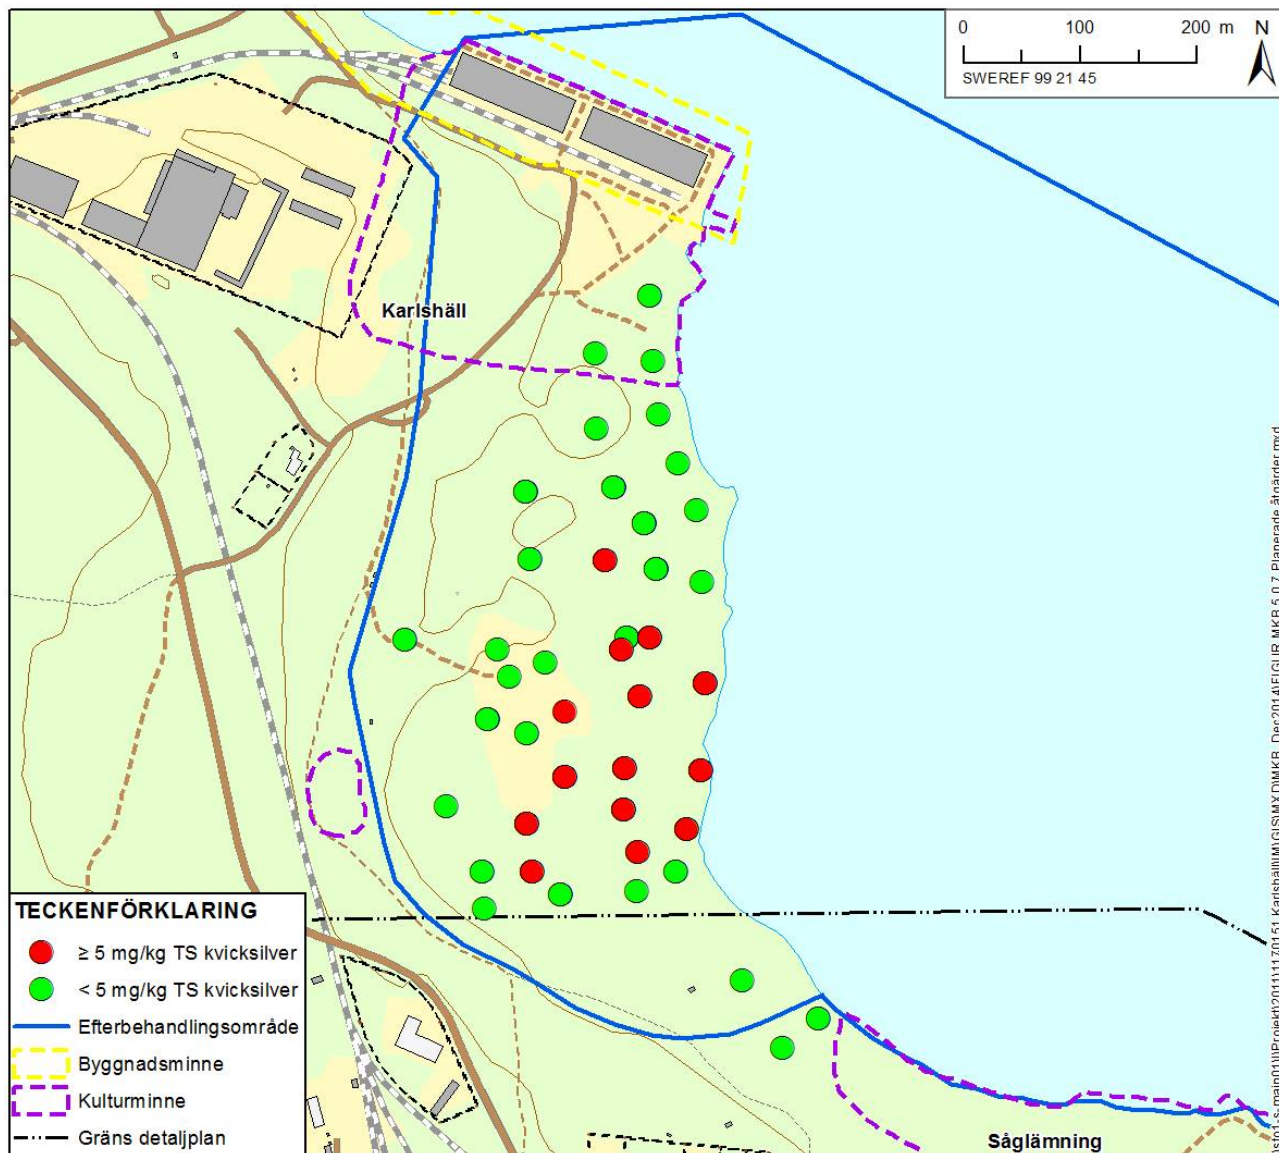 0 100 200 m N
SWEREF 99 21 45
Karlshäll
TECKENFÖRKLARING
≥ 5 mg/kg TS kvicksilver
< 5 mg/kg TS kvicksilver
Efterbehandlingsområde
Byggnadsminne
Kulturminne
Gräns detaljplan
Såglämning